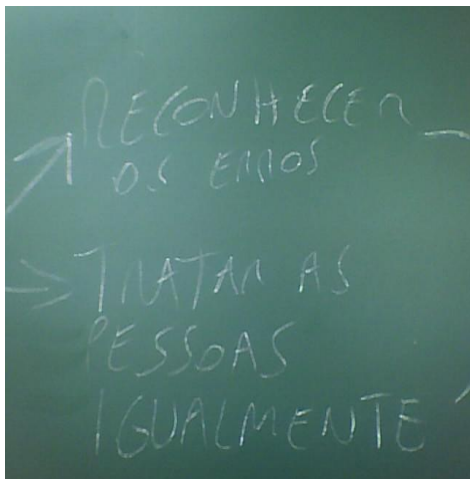 RECONHECER
OS ERROS
TRATAR AS
PESSOAS
IGUALMENTE